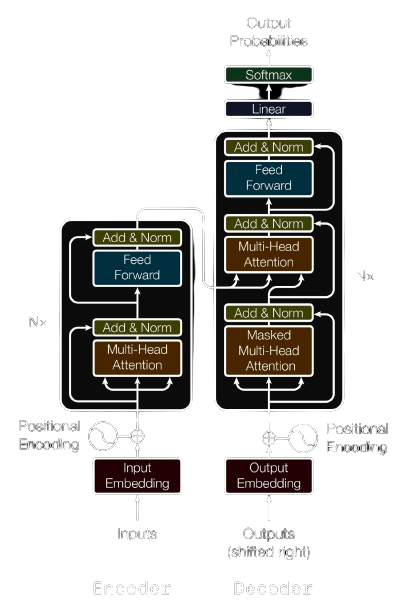 Output
Probabilities
Softmax
Linear
Add & Norm
Feed
Forward
Add & Norm
Multi-Head
Attention
Add & Norm
Masked
Multi-Head
Attention
Nx
Add & Norm
Feed
Forward
Add & Norm
Multi-Head
Attention
Nx
Positional
Encoding
Positional
Encoding
Input
Embedding
Output
Embedding
Inputs
Outputs
(shifted right)
Encoder
Decoder